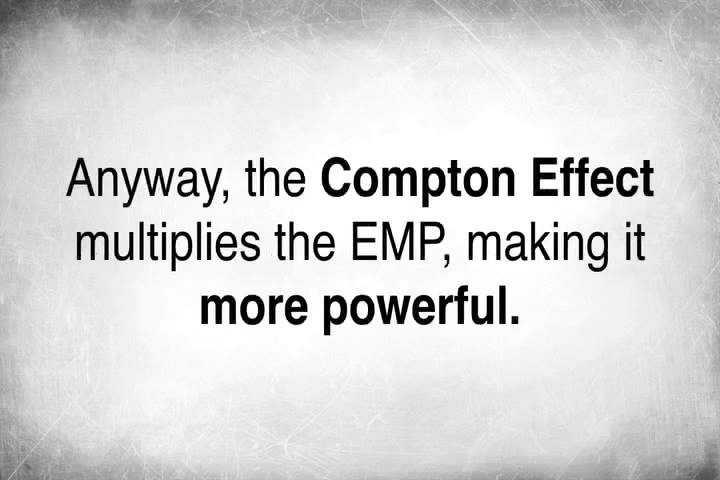 Anyway, the Compton Effect
multiplies the EMP, making it
more powerful.